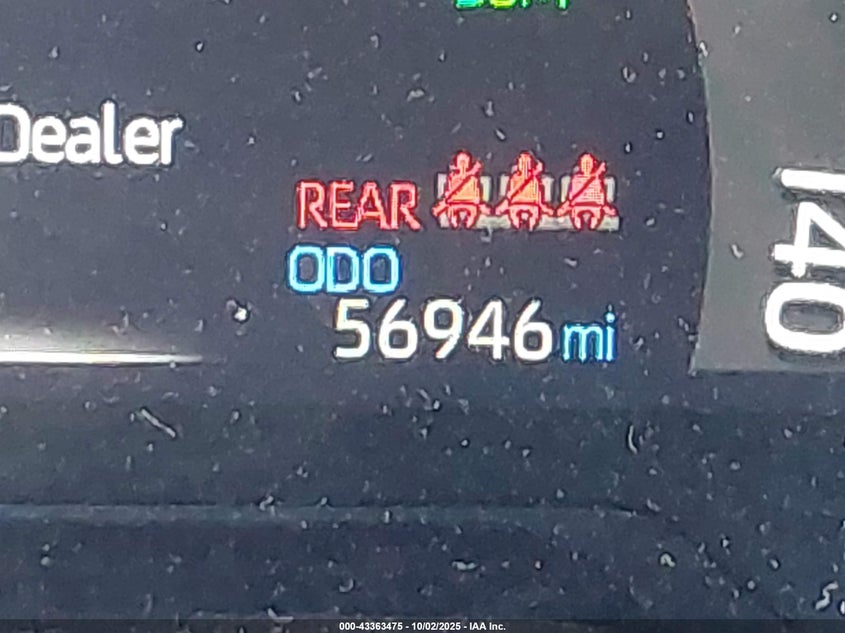 Dealer
REAR
ODO
56946 mi
140
000-43363475 - 10/02/2025 - IAA Inc.